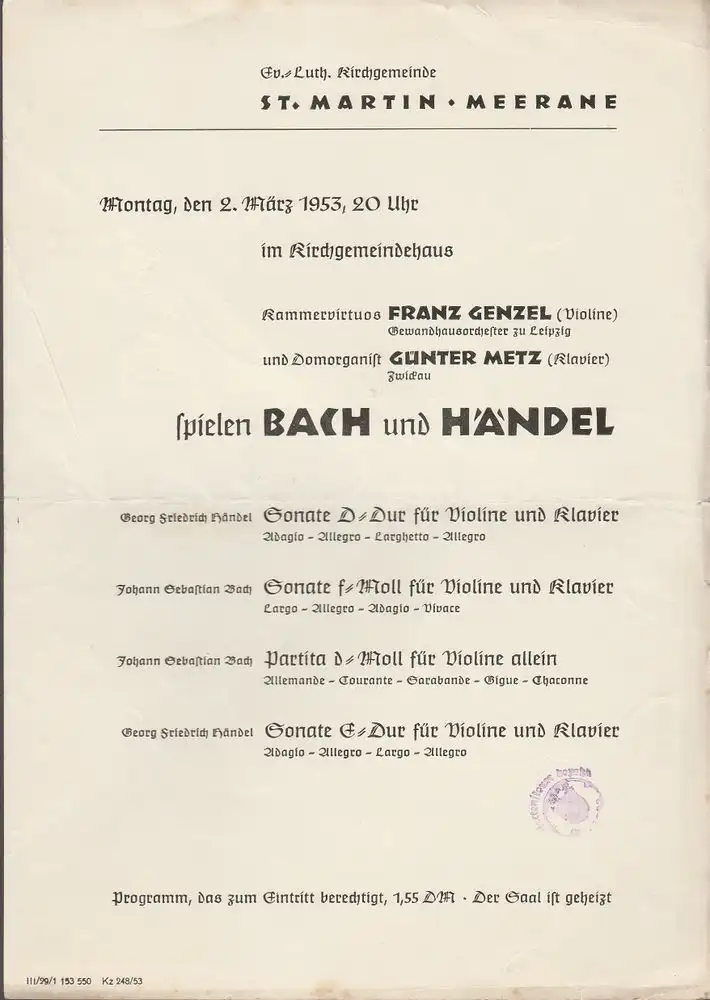 Ev.-Luth. Kirchgemeinde
ST. MARTIN · MEERANE
Montag, den 2. März 1953, 20 Uhr
im Kirchgemeindehaus
Kammervirtuos FRANZ GENZEL (Violine)
Gewandhausorchester zu Leipzig
und Domorganist GÜNTER METZ (Klavier)
Zwickau
spielen BACH und HÄNDEL
Georg Friedrich Händel Sonate D-Dur für Violine und Klavier
Adagio - Allegro - Larghetto - Allegro
Johann Sebastian Bach Sonate f-Moll für Violine und Klavier
Largo - Allegro - Adagio - Vivace
Johann Sebastian Bach Partita d-Moll für Violine allein
Allemande - Courante - Sarabande - Gigue - Chaconne
Georg Friedrich Händel Sonate E-Dur für Violine und Klavier
Adagio - Allegro - Largo - Allegro
Programm, das zum Eintritt berechtigt, 1,55 DM · Der Saal ist geheizt
III/29/1 153 550 Kz 248/53